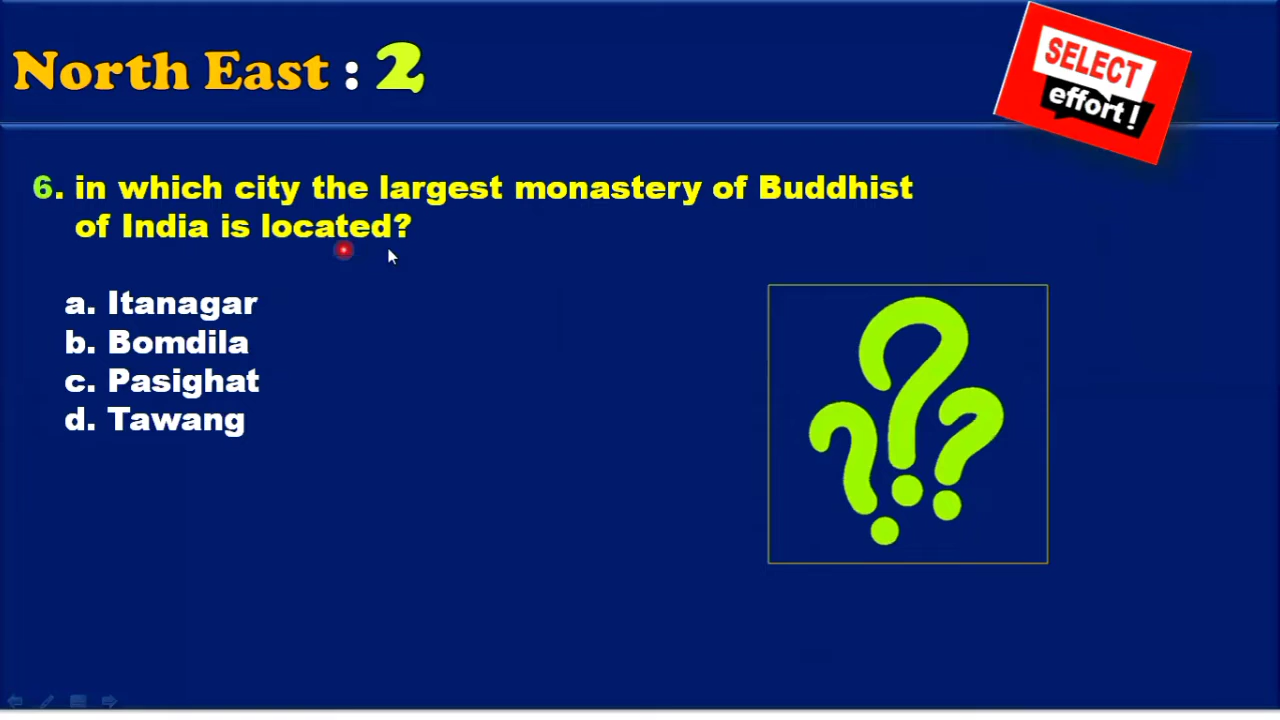 North East : 2
SELECT
effort !
6. in which city the largest monastery of Buddhist
of India is located?
a. Itanagar
b. Bomdila
c. Pasighat
d. Tawang